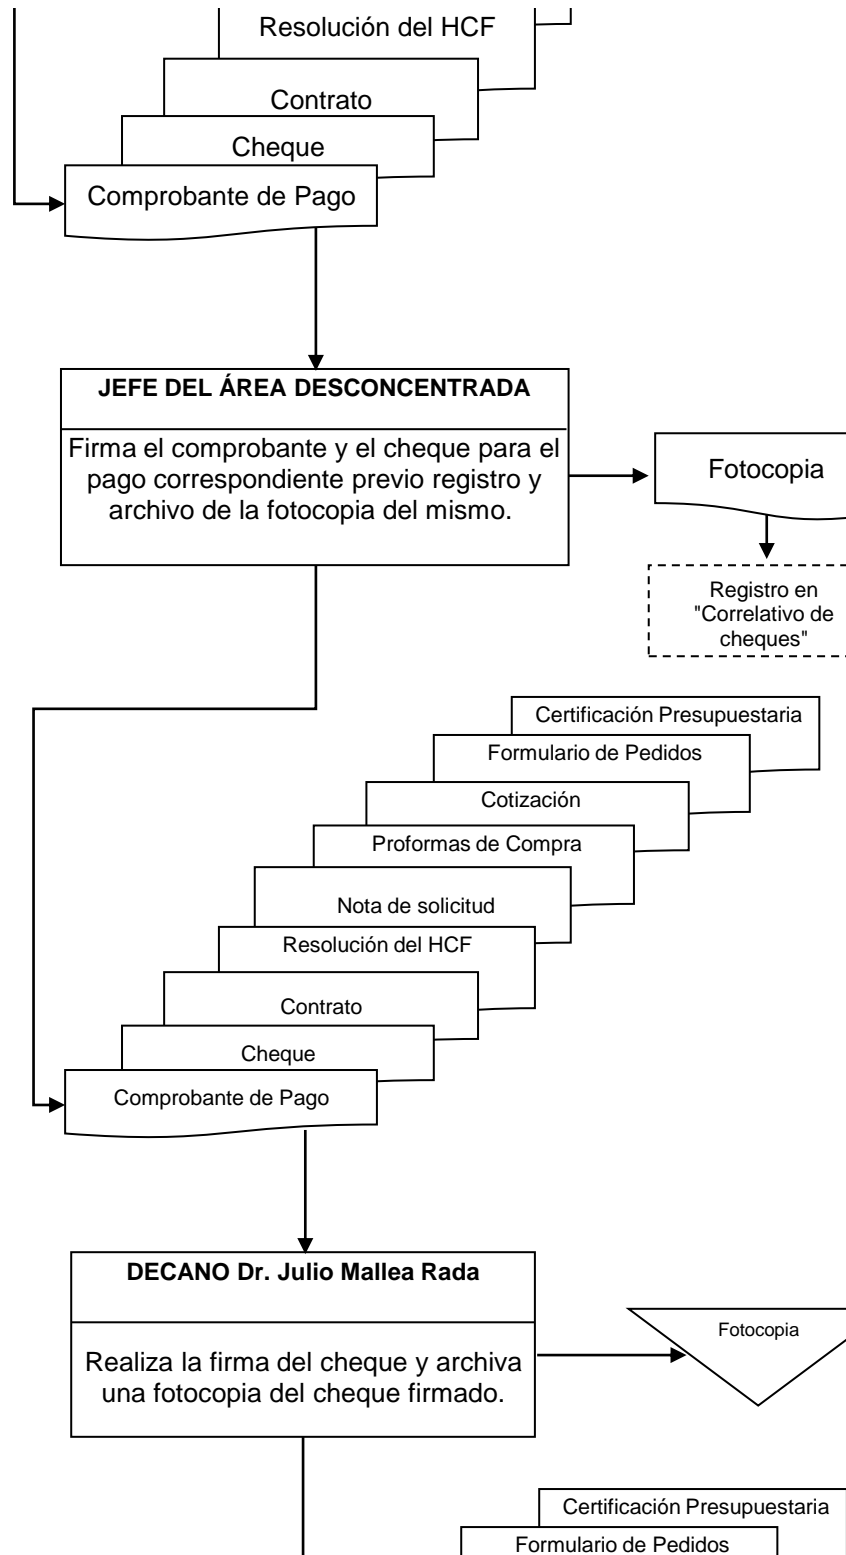 Resolución del HCF
Contrato
Cheque
Comprobante de Pago
JEFE DEL ÁREA DESCONCENTRADA
Firma el comprobante y el cheque para el
pago correspondiente previo registro y
archivo de la fotocopia del mismo.
Fotocopia
Registro en
"Correlativo de
cheques"
Certificación Presupuestaria
Formulario de Pedidos
Cotización
Proformas de Compra
Nota de solicitud
Resolución del HCF
Contrato
Cheque
Comprobante de Pago
DECANO Dr. Julio Mallea Rada
Realiza la firma del cheque y archiva
una fotocopia del cheque firmado.
Fotocopia
Certificación Presupuestaria
Formulario de Pedidos